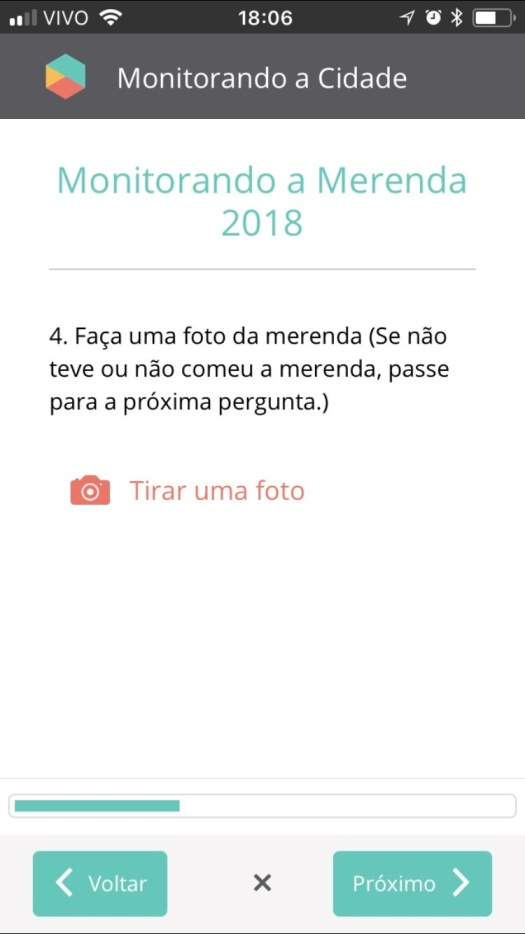 VIVO 18:06
Monitorando a Cidade
Monitorando a Merenda
2018
4. Faça uma foto da merenda (Se não
teve ou não comeu a merenda, passe
para a próxima pergunta.)
Tirar uma foto
Voltar
Próximo